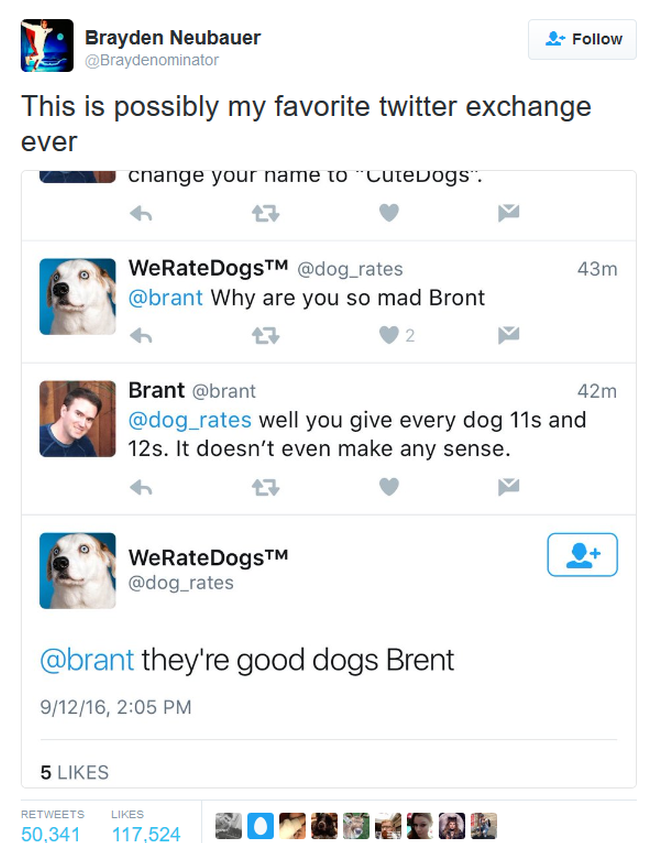 Brayden Neubauer
@Braydenominator
Follow
This is possibly my favorite twitter exchange
ever
change your name to "CuteDogs".
WeRateDogs™ @dog_rates 43m
@brant Why are you so mad Bront
2
Brant @brant 42m
@dog_rates well you give every dog 11s and
12s. It doesn't even make any sense.
WeRateDogs™
@dog_rates
@brant they're good dogs Brent
9/12/16, 2:05 PM
5 LIKES
RETWEETS LIKES
50,341 117,524